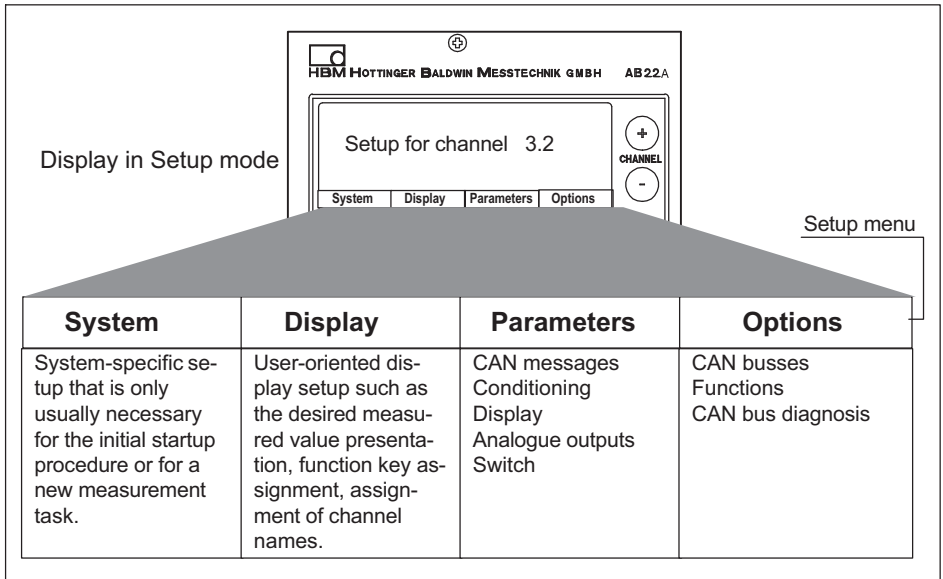 HBM HOTTINGER BALDWIN MESSTECHNIK GMBH AB22A
Display in Setup mode
Setup for channel 3.2
+
CHANNEL
-
System Display Parameters Options
Setup menu
System
Display
Parameters
Options
System-specific se-
tup that is only
usually necessary
for the initial startup
procedure or for a
new measurement
task.
User-oriented dis-
play setup such as
the desired measu-
red value presenta-
tion, function key as-
signment, assign-
ment of channel
names.
CAN messages
Conditioning
Display
Analogue outputs
Switch
CAN busses
Functions
CAN bus diagnosis